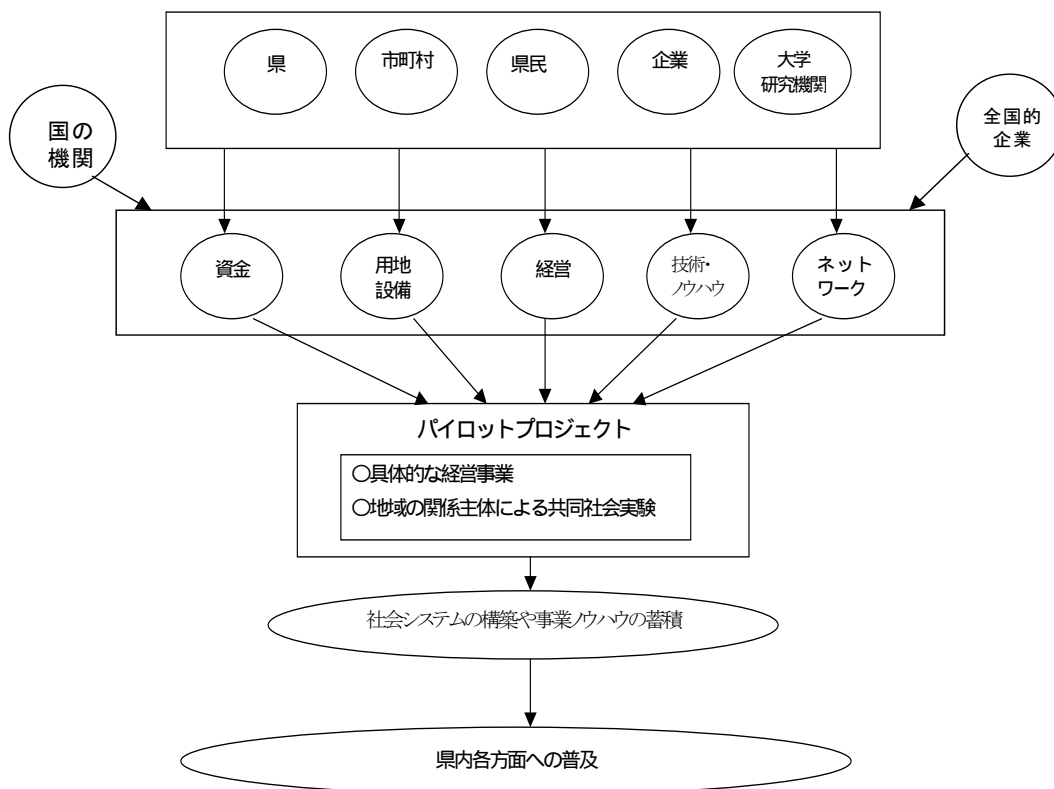 県
市町村
県民
企業
大学
研究機関
国の
機関
全国的
企業
資金
用地
設備
経営
技術・
ノウハウ
ネット
ワーク
パイロットプロジェクト
○具体的な経営事業
○地域の関係主体による共同社会実験
社会システムの構築や事業ノウハウの蓄積
県内各方面への普及